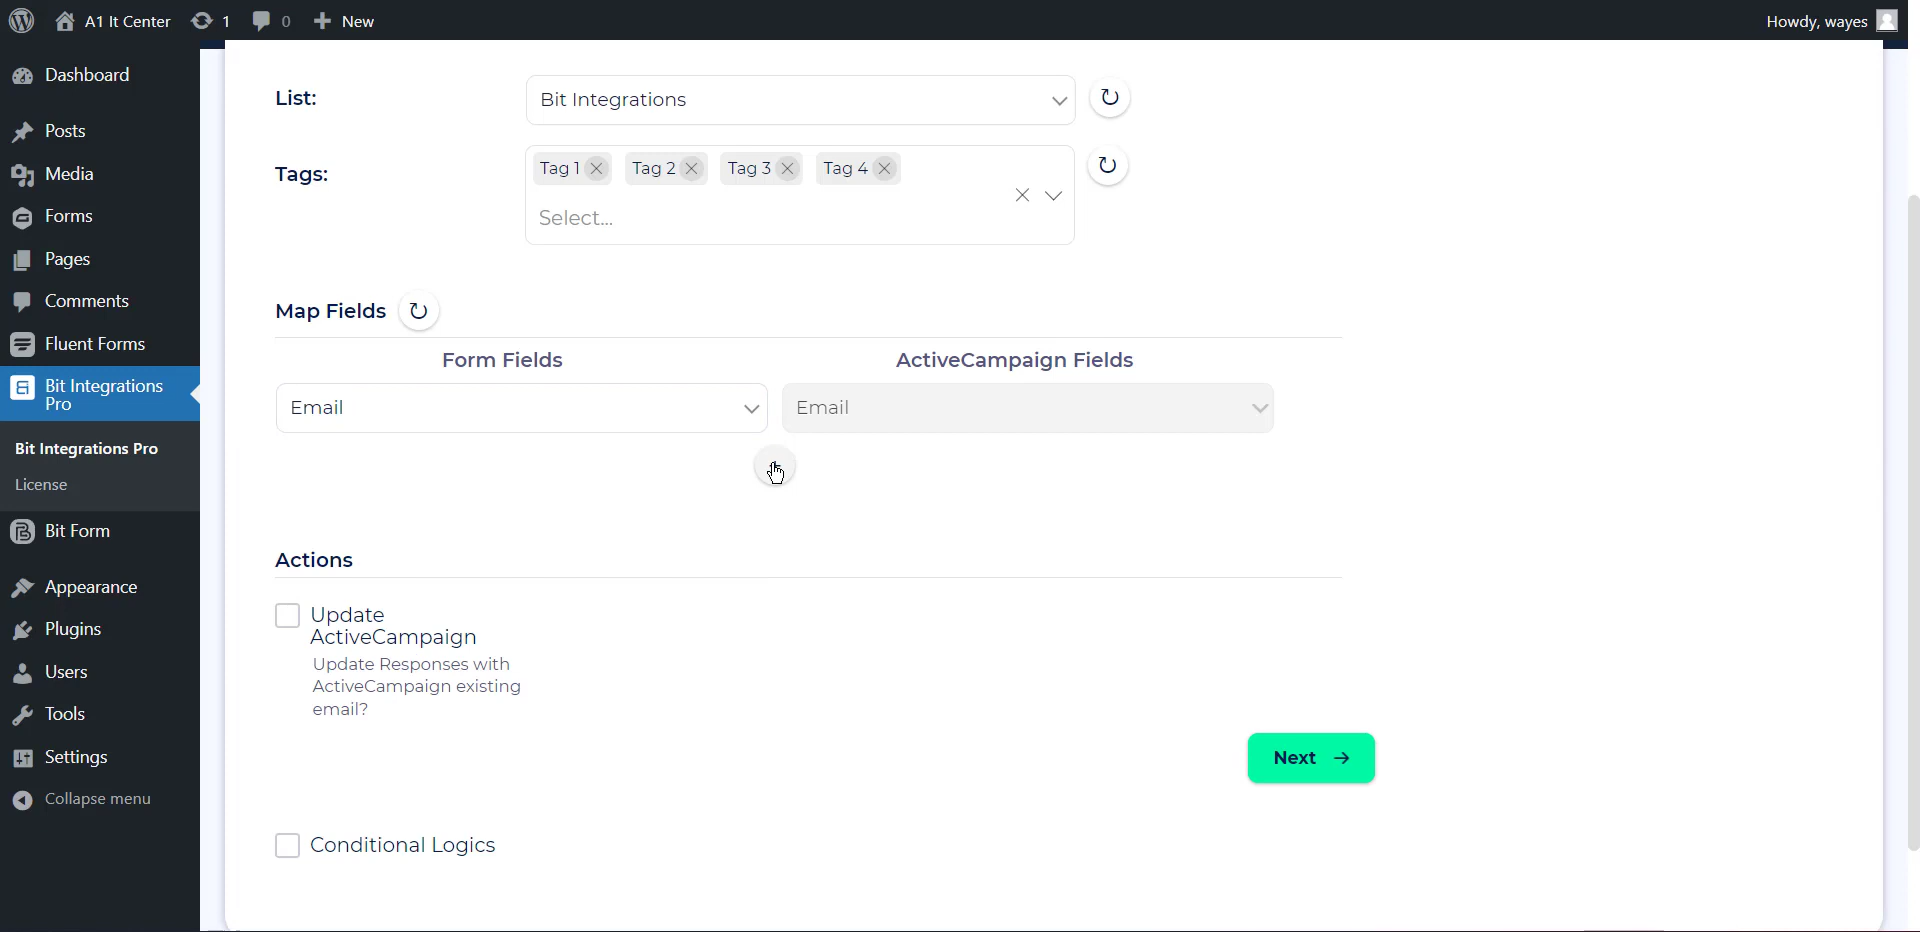 A1 It Center
1
0
New
Howdy, wayes
Dashboard
Posts
Media
Forms
Pages
Comments
Fluent Forms
Bit Integrations
Pro
Bit Integrations Pro
License
Bit Form
Appearance
Plugins
Users
Tools
Settings
Collapse menu
List:
Bit Integrations
Tags:
Tag 1
Tag 2
Tag 3
Tag 4
Select...
Map Fields
Form Fields
ActiveCampaign Fields
Email
Email
Actions
Update
ActiveCampaign
Update Responses with
ActiveCampaign existing
email?
Next
Conditional Logics